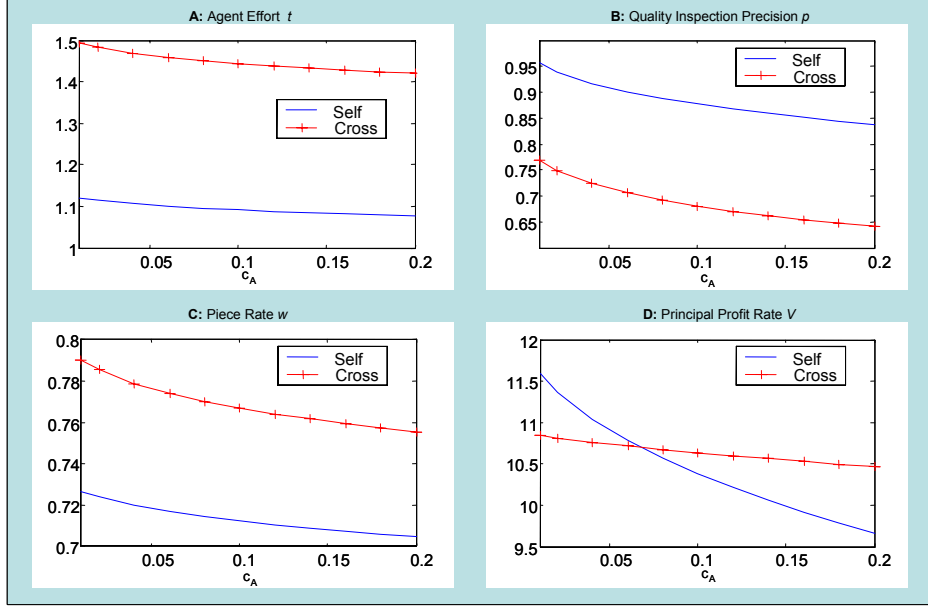 A: Agent Effort t
1.5
1.4
1.3
1.2
1.1
1
Self
Cross
0.05
0.1
0.15
0.2
c_A
B: Quality Inspection Precision p
0.95
0.9
0.85
0.8
0.75
0.7
0.65
Self
Cross
0.05
0.1
0.15
0.2
c_A
C: Piece Rate w
0.8
0.78
0.76
0.74
0.72
0.7
Self
Cross
0.05
0.1
0.15
0.2
c_A
D: Principal Profit Rate V
12
11.5
11
10.5
10
9.5
Self
Cross
0.05
0.1
0.15
0.2
c_A